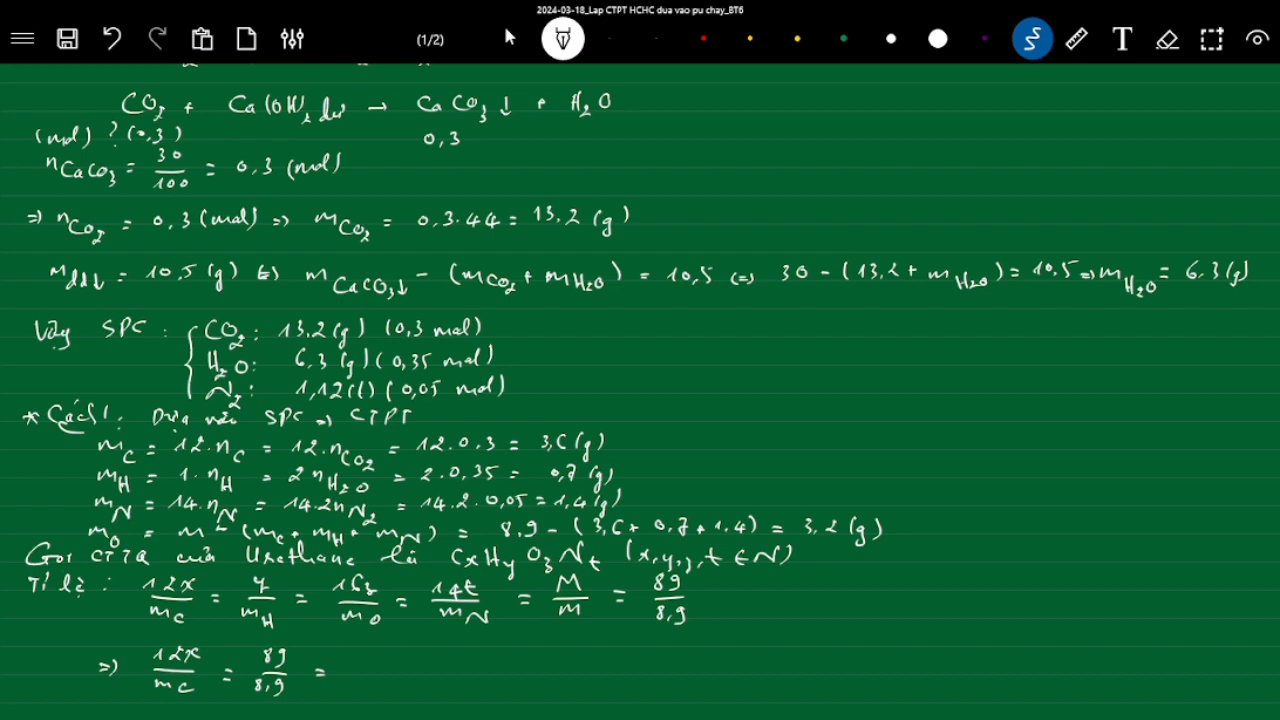 2024-03-18_Lap CTPT HCHC dua vao pu chay_BT6
(1/2)
T
CO₂ + Ca(OH)₂ dư → CaCO₃↓ + H₂O
(mol) ? (0,3) 0,3
nCaCO₃ = 30/100 = 0,3 (mol)
=> nCO₂ = 0,3 (mol) => mCO₂ = 0,3.44 = 13,2 (g)
mdd↓ = 10,5 (g) <=> mCaCO₃↓ - (mCO₂ + mH₂O) = 10,5 <=> 30 - (13,2 + mH₂O) = 10,5 => mH₂O = 6,3 (g)
Vậy SPC : { CO₂ : 13,2 (g) (0,3 mol)
H₂O : 6,3 (g) (0,35 mol)
N₂ : 1,12 (l) (0,05 mol)
* Cách 1 : Dựa vào SPC => CTPT
mC = 12.nC = 12.nCO₂ = 12.0,3 = 3,6 (g)
mH = 1.nH = 2nH₂O = 2.0,35 = 0,7 (g)
mN = 14.nN = 14.2nN₂ = 14.2.0,05 = 1,4 (g)
mO = m - (mC + mH + mN) = 8,9 - (3,6 + 0,7 + 1,4) = 3,2 (g)
Gọi CTTQ của Urethane là CxHyOzNt (x,y,z,t ∈ N)
Tỉ lệ : 12x/mC = y/mH = 16z/mO = 14t/mN = M/m = 89/8,9
=> 12x/mC = 89/8,9 =